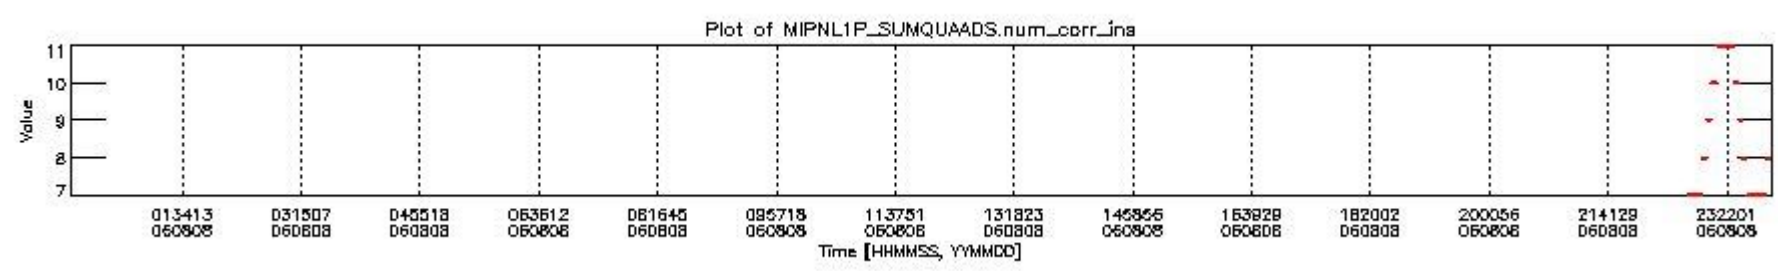 Plot of MIPNL1P_SUMQUAADS.num_corr_ins
11
10
9
8
7
Value
013413 031507 045518 063612 081645 095718 113751 131823 145856 163929 182002 200056 214129 232201
060808 060808 060808 060808 060808 060808 060808 060808 060808 060808 060808 060808 060808 060808
Time [HHMMSS, YYMMDD]